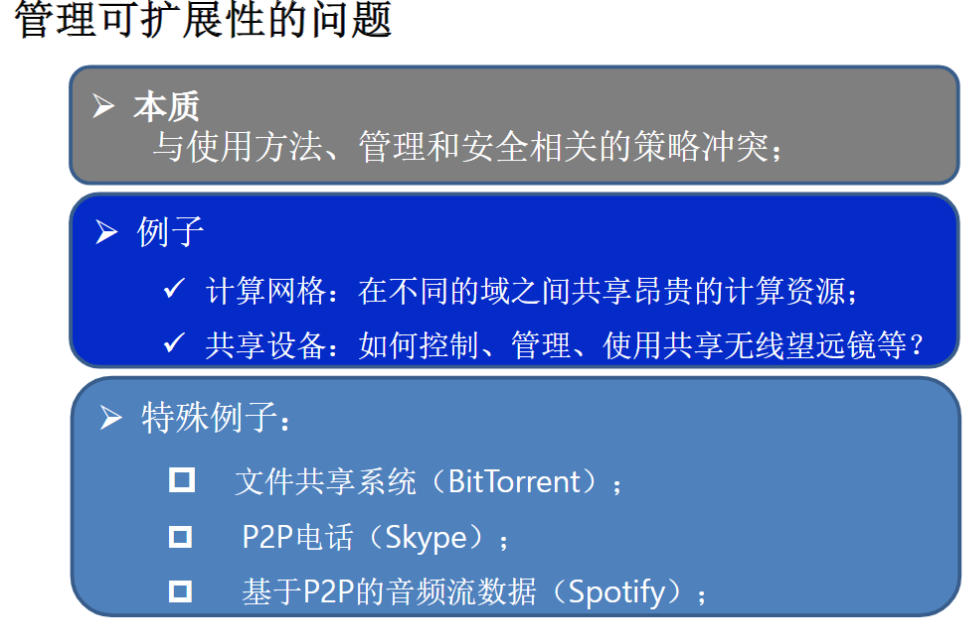 管理可扩展性的问题
➢ 本质
与使用方法、管理和安全相关的策略冲突；
➢ 例子
✓ 计算网格：在不同的域之间共享昂贵的计算资源；
✓ 共享设备：如何控制、管理、使用共享无线望远镜等？
➢ 特殊例子：
文件共享系统（BitTorrent）；
P2P电话（Skype）；
基于P2P的音频流数据（Spotify）；